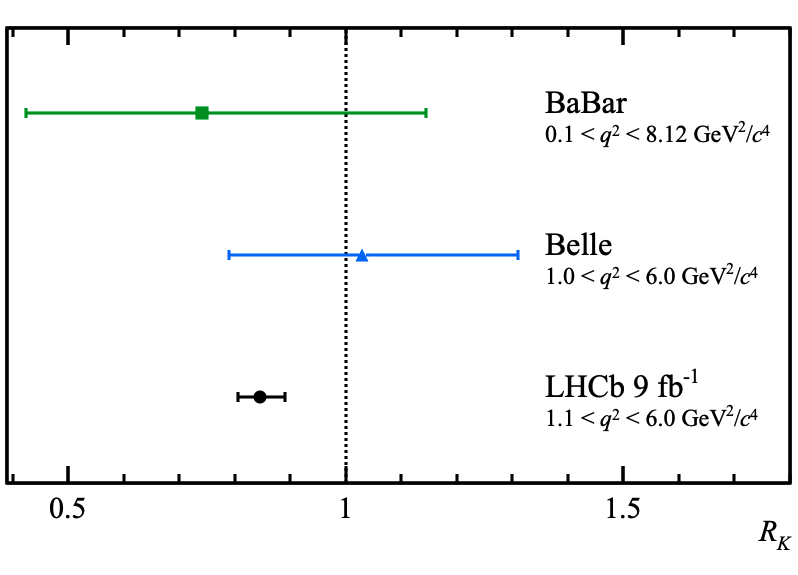 BaBar
0.1 < q² < 8.12 GeV²/c⁴
Belle
1.0 < q² < 6.0 GeV²/c⁴
LHCb 9 fb⁻¹
1.1 < q² < 6.0 GeV²/c⁴
0.5 1 1.5
R_K